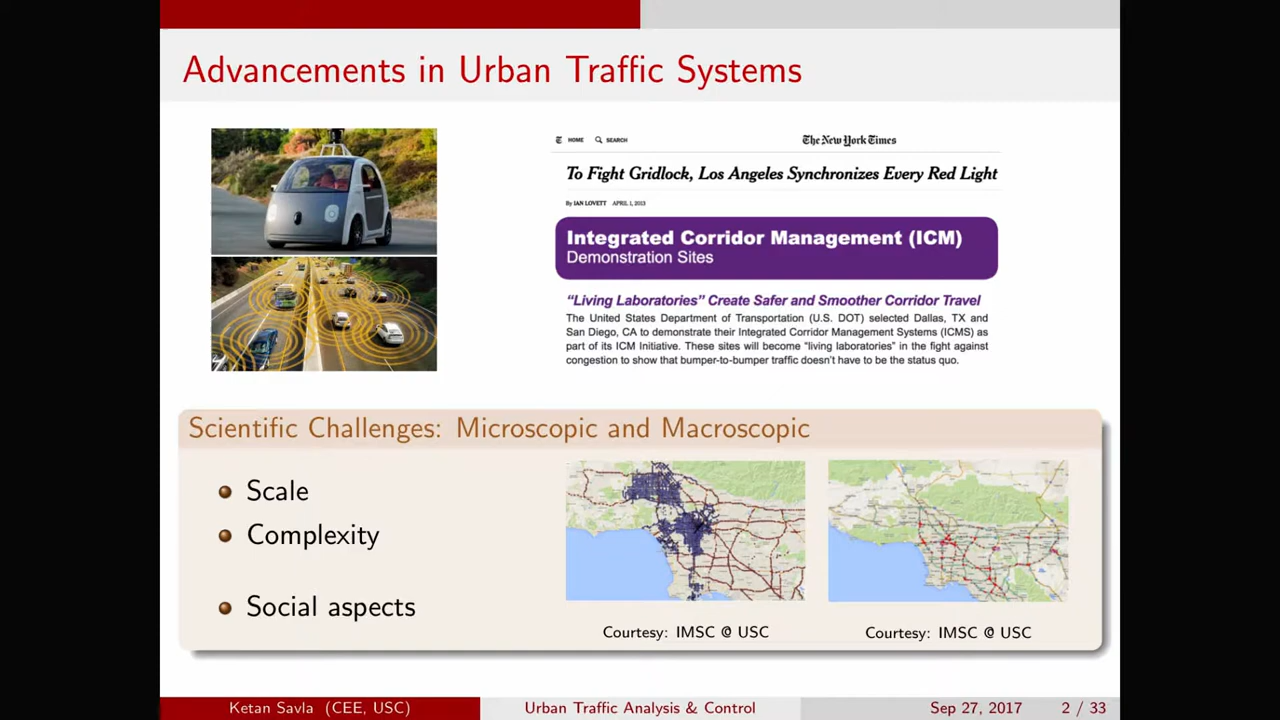 Advancements in Urban Traffic Systems
HOME SEARCH The New York Times
To Fight Gridlock, Los Angeles Synchronizes Every Red Light
By IAN LOVETT APRIL 1, 2013
Integrated Corridor Management (ICM)
Demonstration Sites
“Living Laboratories” Create Safer and Smoother Corridor Travel
The United States Department of Transportation (U.S. DOT) selected Dallas, TX and
San Diego, CA to demonstrate their Integrated Corridor Management Systems (ICMS) as
part of its ICM Initiative. These sites will become “living laboratories” in the fight against
congestion to show that bumper-to-bumper traffic doesn’t have to be the status quo.
Scientific Challenges: Microscopic and Macroscopic
Scale
Complexity
Social aspects
Courtesy: IMSC @ USC
Courtesy: IMSC @ USC
Ketan Savla (CEE, USC)
Urban Traffic Analysis & Control
Sep 27, 2017
2 / 33